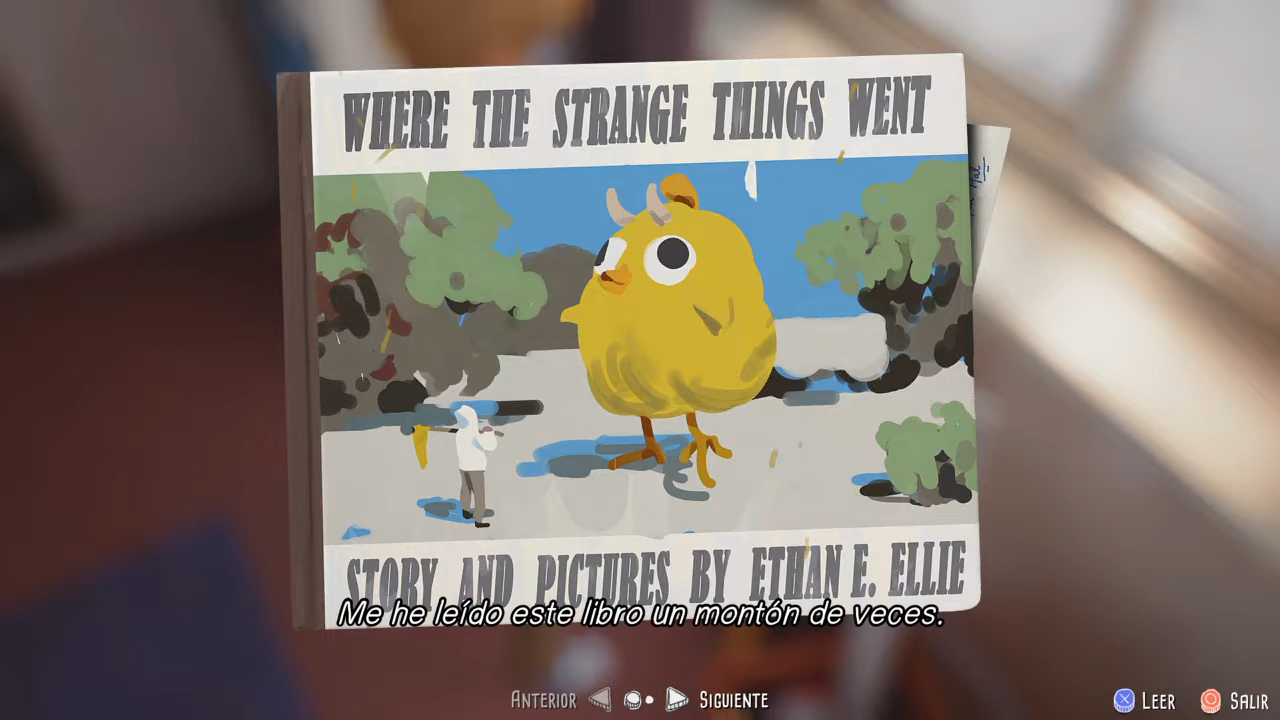 WHERE THE STRANGE THINGS WENT
STORY AND PICTURES BY ETHAN E. ELLIE
Me he leído este libro un montón de veces.
ANTERIOR
SIGUIENTE
LEER
SALIR